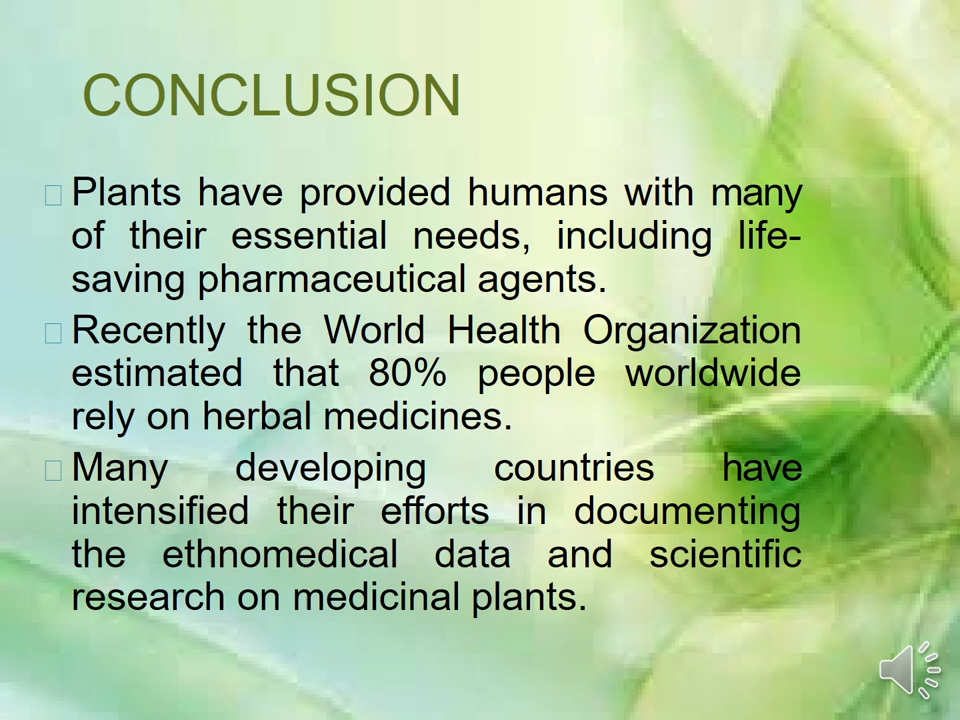 CONCLUSION
Plants have provided humans with many
of their essential needs, including life-
saving pharmaceutical agents.
Recently the World Health Organization
estimated that 80% people worldwide
rely on herbal medicines.
Many developing countries have
intensified their efforts in documenting
the ethnomedical data and scientific
research on medicinal plants.